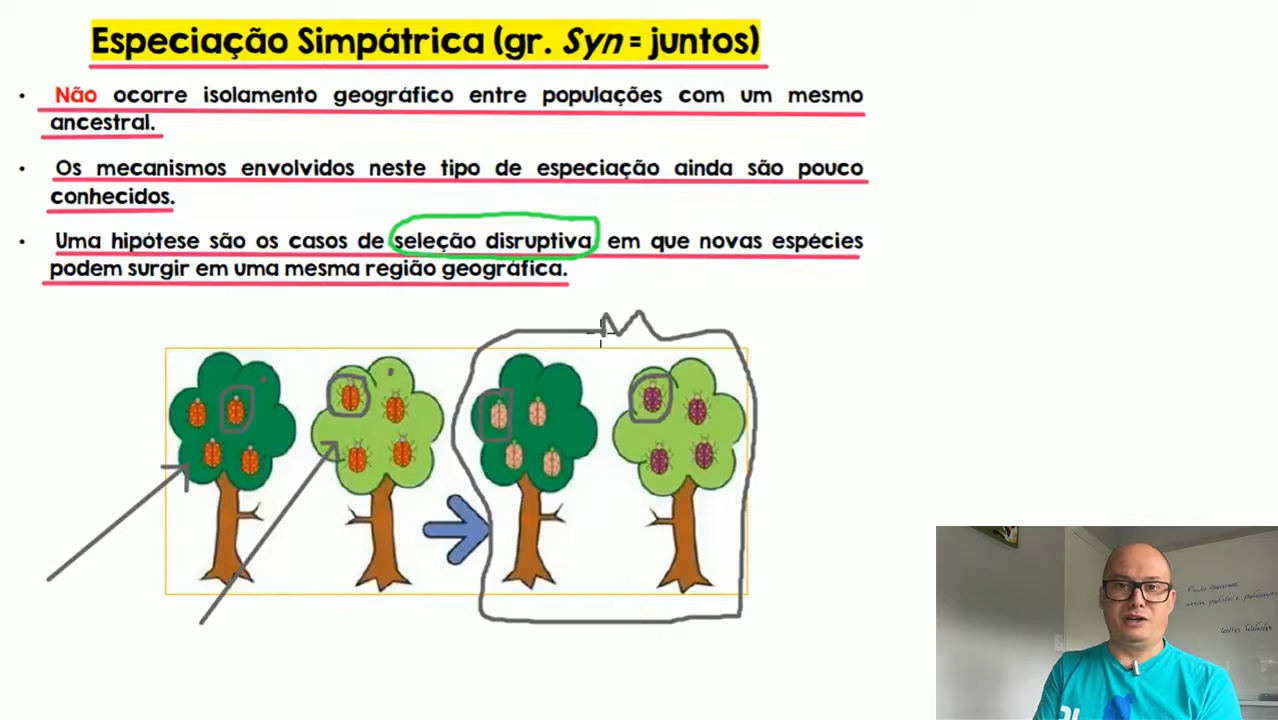 Especiação Simpátrica (gr. Syn = juntos)
• Não ocorre isolamento geográfico entre populações com um mesmo
ancestral.
• Os mecanismos envolvidos neste tipo de especiação ainda são pouco
conhecidos.
• Uma hipótese são os casos de seleção disruptiva em que novas espécies
podem surgir em uma mesma região geográfica.